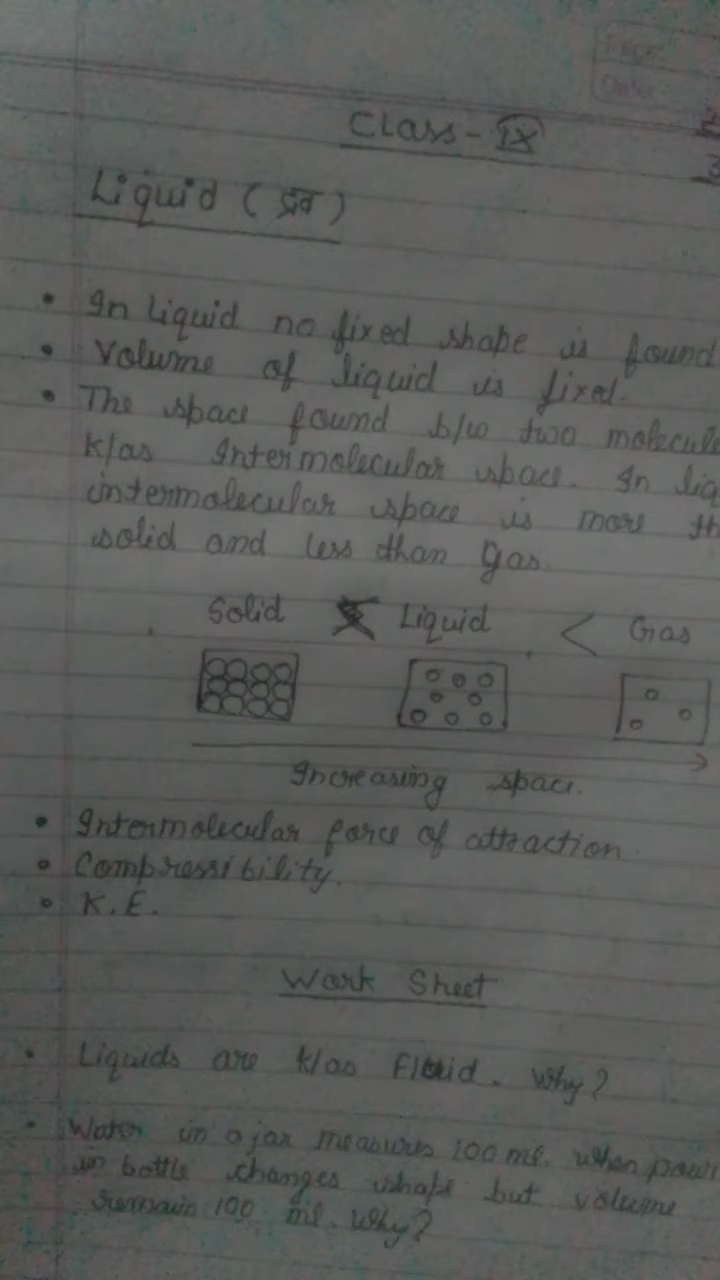 Class - IX
Liquid (द्रव)
• In Liquid no fixed shape is found
• Volume of liquid is fixed.
• The space found b/w two molecule
k/as Intermolecular space. In liq
intermolecular space is more th
solid and less than gas.
Solid Liquid < Gas
Increasing space.
• Intermolecular force of attraction
• Compressibility.
• K.E.
Work Sheet
• Liquids are k/as Fluid. Why?
• Water in a jar measures 100 ml. when pour
in bottle changes shape but volume
remain 100 ml. Why?